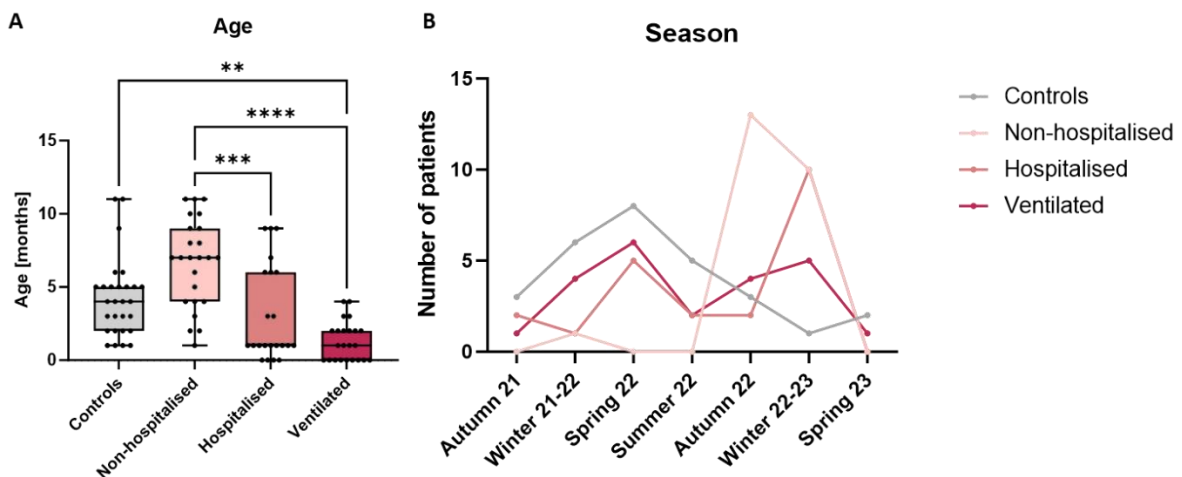 A
Age
**
****
***
15
10
5
0
Age [months]
Controls
Non-hospitalised
Hospitalised
Ventilated
B
Season
15
10
5
0
Number of patients
Autumn 21
Winter 21-22
Spring 22
Summer 22
Autumn 22
Winter 22-23
Spring 23
Controls
Non-hospitalised
Hospitalised
Ventilated